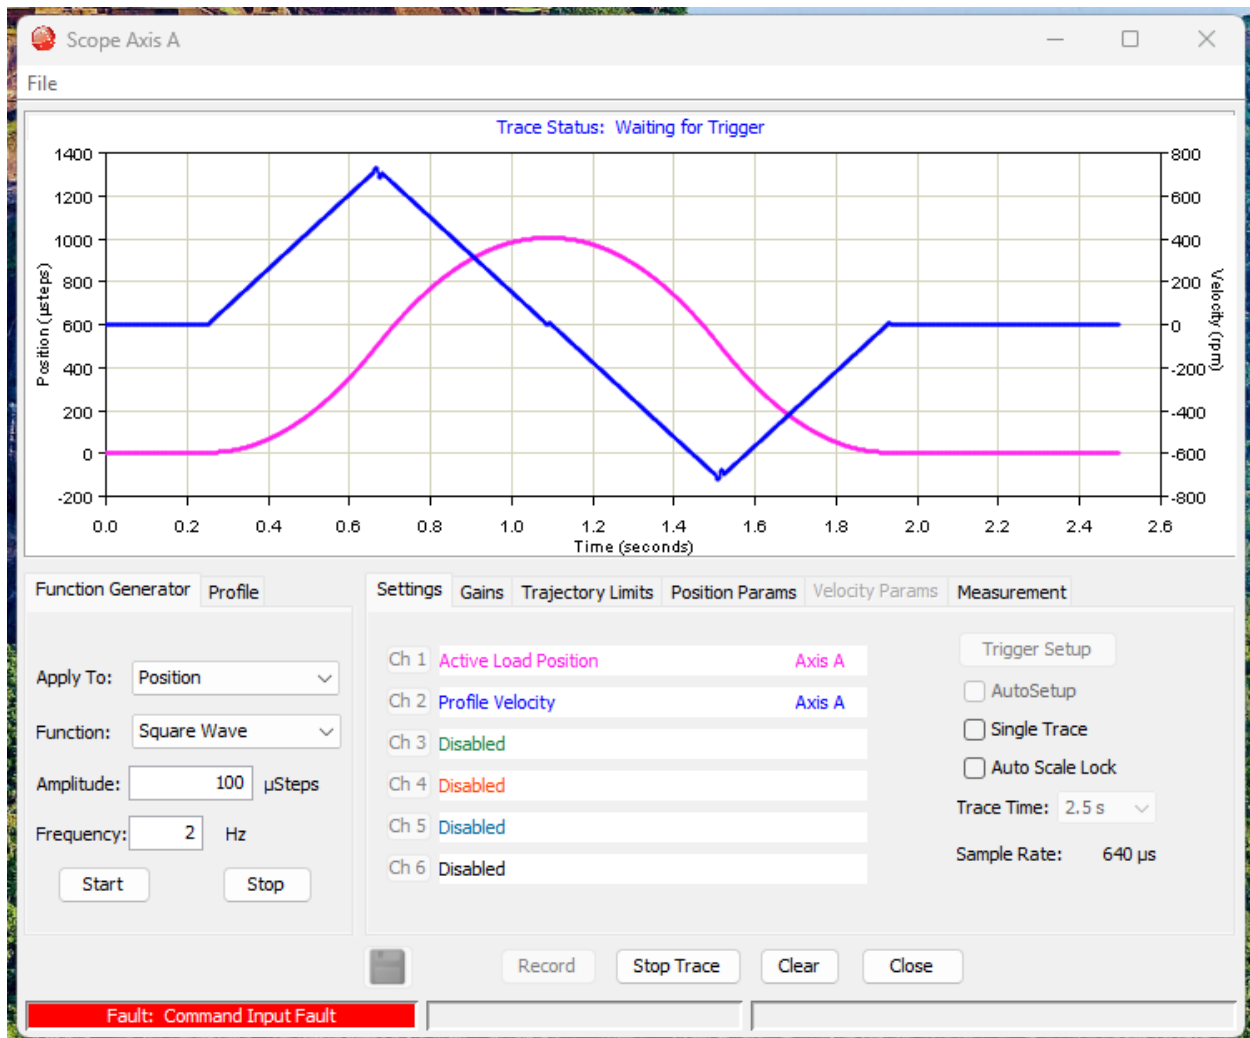 Scope Axis A
File
Trace Status: Waiting for Trigger
1400
1200
1000
800
600
400
200
0
-200
Position (µsteps)
800
600
400
200
0
-200
-400
-600
-800
Velocity (rpm)
0.0 0.2 0.4 0.6 0.8 1.0 1.2 1.4 1.6 1.8 2.0 2.2 2.4 2.6
Time (seconds)
Function Generator Profile
Apply To: Position
Function: Square Wave
Amplitude: 100 µSteps
Frequency: 2 Hz
Start Stop
Settings Gains Trajectory Limits Position Params Velocity Params Measurement
Ch 1 Active Load Position Axis A
Ch 2 Profile Velocity Axis A
Ch 3 Disabled
Ch 4 Disabled
Ch 5 Disabled
Ch 6 Disabled
Trigger Setup
AutoSetup
Single Trace
Auto Scale Lock
Trace Time: 2.5 s
Sample Rate: 640 µs
Record Stop Trace Clear Close
Fault: Command Input Fault